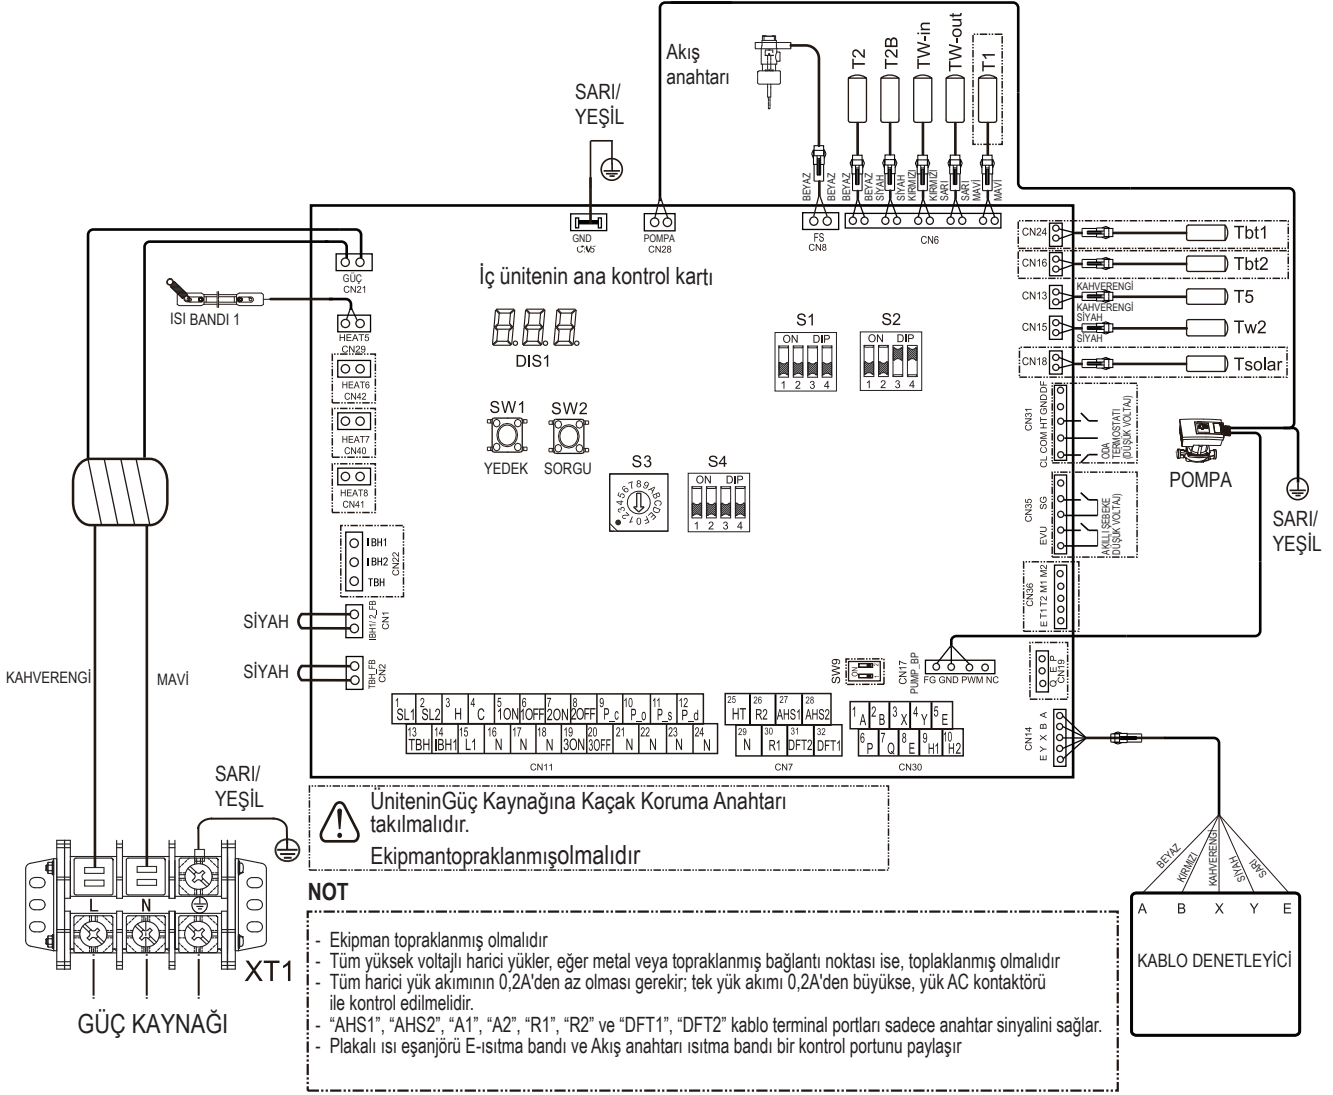 Akış
anahtarı
T2
T2B
TW-in
TW-out
T1
SARI/
YEŞİL
BEYAZ
BEYAZ
BEYAZ
BEYAZ
SİYAH
SİYAH
KIRMIZI
KIRMIZI
SARI
SARI
MAVİ
MAVİ
GND
POMPA
CN28
FS
CN8
CN6
GÜÇ
CN21
ISI BANDI 1
HEAT5
CN29
HEAT6
CN42
HEAT7
CN40
HEAT8
CN41
IBH1
IBH2
TBH
CN22
SİYAH
IBH1/ 2_FB
CN1
SİYAH
TBH_FB
CN2
İç ünitenin ana kontrol kartı
DIS1
S1
ON DIP
1 2 3 4
S2
ON DIP
1 2 3 4
SW1
YEDEK
SW2
SORGU
S3
0123456789ABCDEF
S4
ON DIP
1 2 3 4
CN24
Tbt1
CN16
Tbt2
CN13
KAHVERENGİ
KAHVERENGİ
T5
CN15
SİYAH
SİYAH
Tw2
CN18
Tsolar
CN31
CL COM HT GND DF
ODA
TERMOSTATI
(DÜŞÜK VOLTAJ)
CN35
EVU SG
AKILLI ŞEBEKE
DÜŞÜK VOLTAJ)
CN36
E T1 T2 M1 M2
POMPA
SARI/
YEŞİL
SW9
ON
CN17
PUMP_BP
FG GND PWM NC
CN19
Q E P
CN14
E Y X B A
1 2 3 4 5 6 7 8 9 10 11 12
SL1 SL2 H C 1ON 1OFF 2ON 2OFF P_c P_o P_s P_d
13 14 15 16 17 18 19 20 21 22 23 24
TBH IBH1 L1 N N N 3ON 3OFF N N N N
CN11
25 26 27 28
HT R2 AHS1 AHS2
29 30 31 32
N R1 DFT2 DFT1
CN7
1 2 3 4 5
A B X Y E
6 7 8 9 10
P Q E H1 H2
CN30
KAHVERENGİ
MAVİ
SARI/
YEŞİL
L N
XT1
GÜÇ KAYNAĞI
ÜniteninGüç Kaynağına Kaçak Koruma Anahtarı
takılmalıdır.
Ekipmantopraklanmışolmalıdır
NOT
- Ekipman topraklanmış olmalıdır
- Tüm yüksek voltajlı harici yükler, eğer metal veya topraklanmış bağlantı noktası ise, toplaklanmış olmalıdır
- Tüm harici yük akımının 0,2A'den az olması gerekir; tek yük akımı 0,2A'den büyükse, yük AC kontaktörü
ile kontrol edilmelidir.
- “AHS1”, “AHS2”, “A1”, “A2”, “R1”, “R2” ve “DFT1”, “DFT2” kablo terminal portları sadece anahtar sinyalini sağlar.
- Plakalı ısı eşanjörü E-ısıtma bandı ve Akış anahtarı ısıtma bandı bir kontrol portunu paylaşır
BEYAZ
KIRMIZI
KAHVERENGİ
SİYAH
SARI
A B X Y E
KABLO DENETLEYİCİ